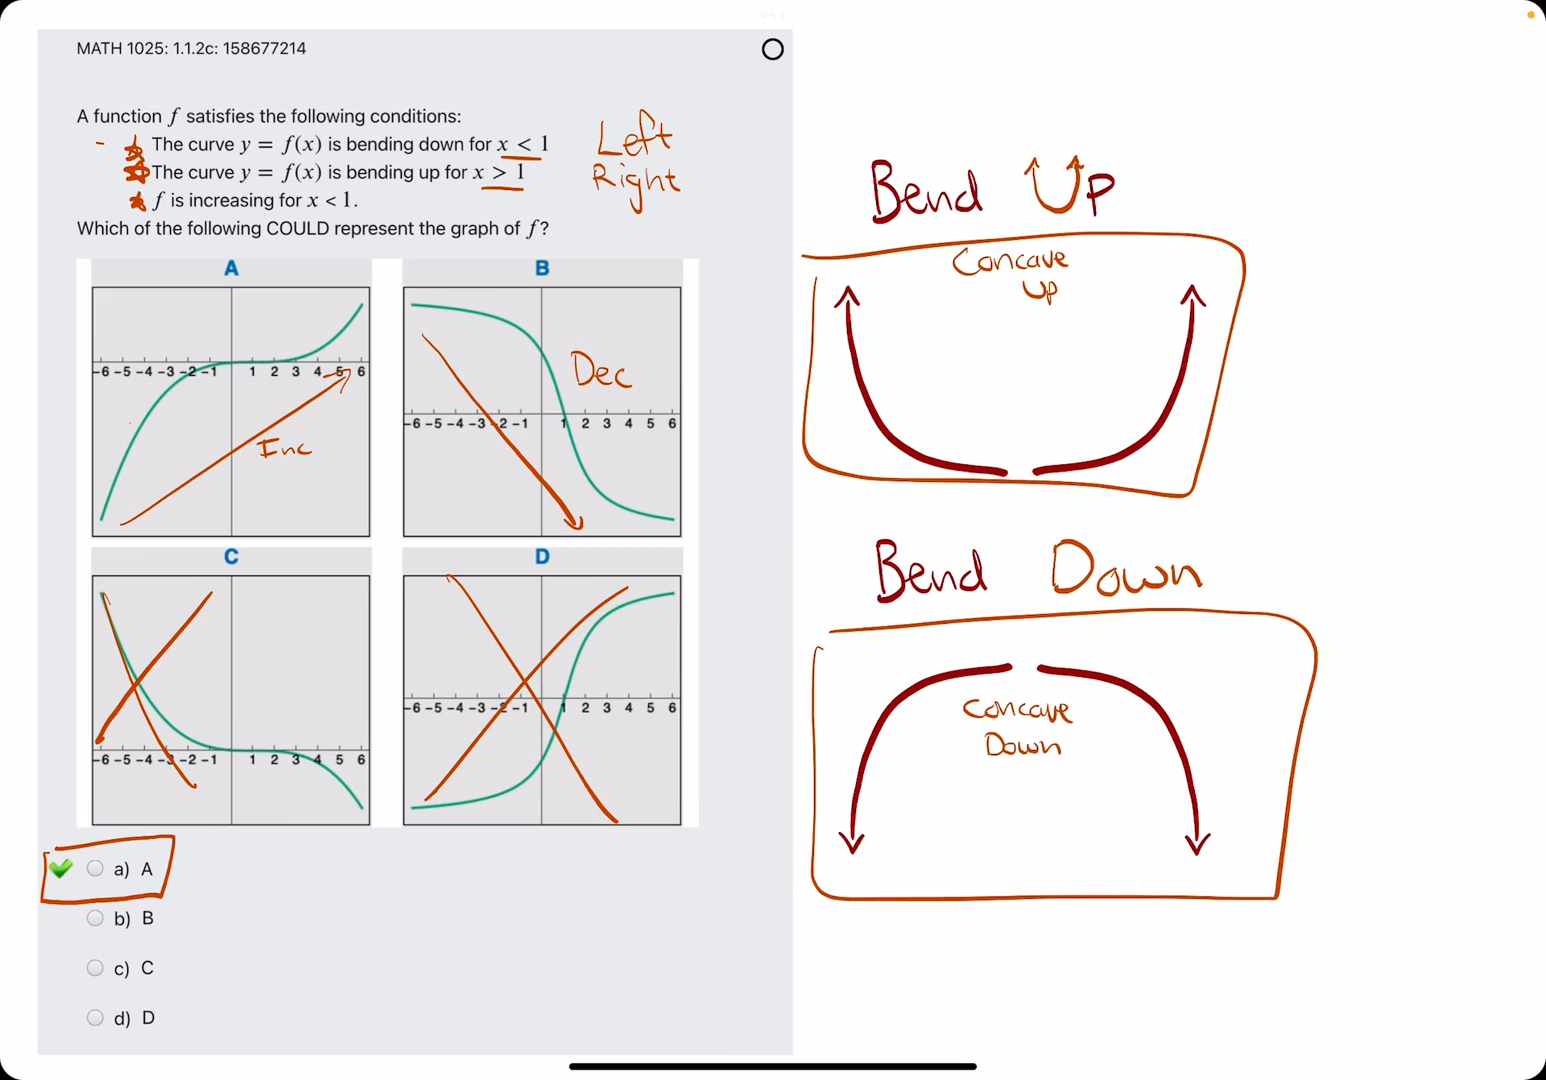 MATH 1025: 1.1.2c: 158677214
A function f satisfies the following conditions:
The curve y = f(x) is bending down for x < 1
The curve y = f(x) is bending up for x > 1
f is increasing for x < 1.
Which of the following COULD represent the graph of f?
Left
Right
A
-6 -5 -4 -3 -2 -1 1 2 3 4 5 6
Inc
B
Dec
-6 -5 -4 -3 -2 -1 1 2 3 4 5 6
C
-6 -5 -4 -3 -2 -1 1 2 3 4 5 6
D
-6 -5 -4 -3 -2 -1 1 2 3 4 5 6
a) A
b) B
c) C
d) D
Bend Up
Concave
Up
Bend Down
Concave
Down